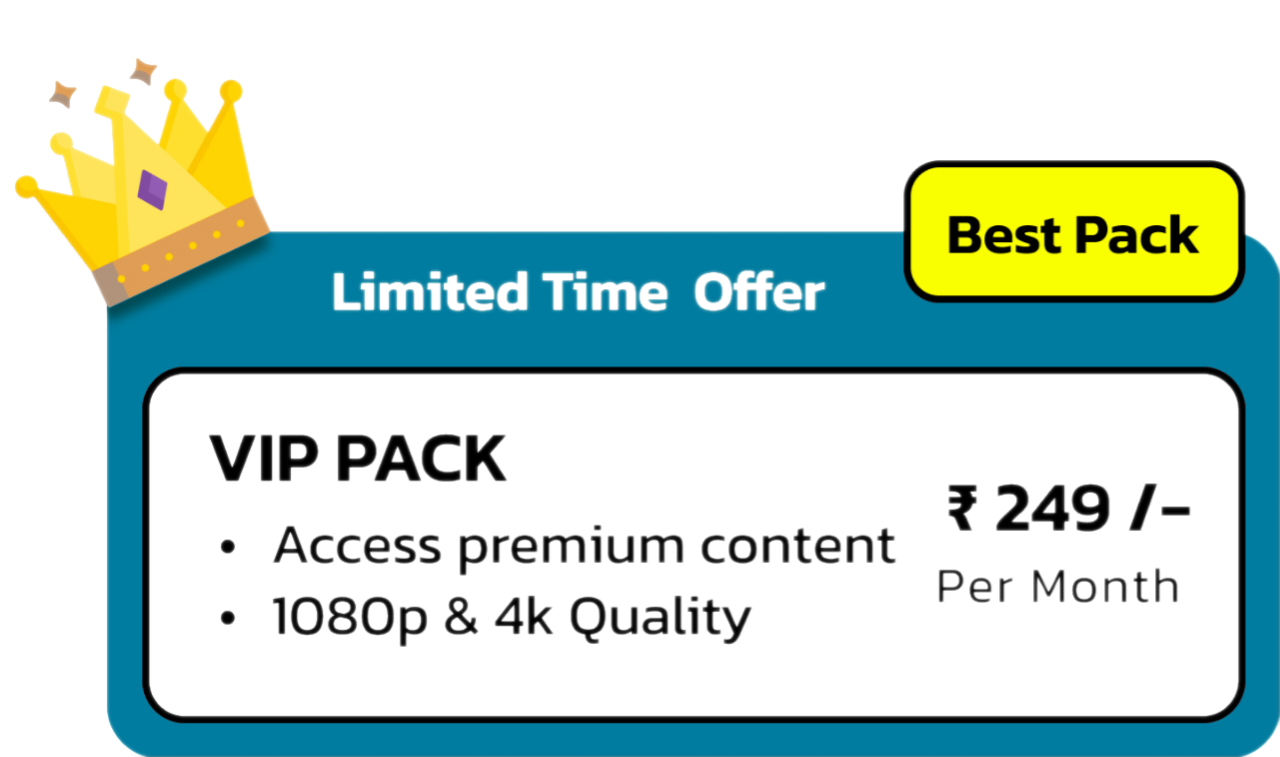 Best Pack
Limited Time  Offer
VIP PACK
• Access premium content
• 1080p & 4k Quality
₹ 249 /-
Per Month